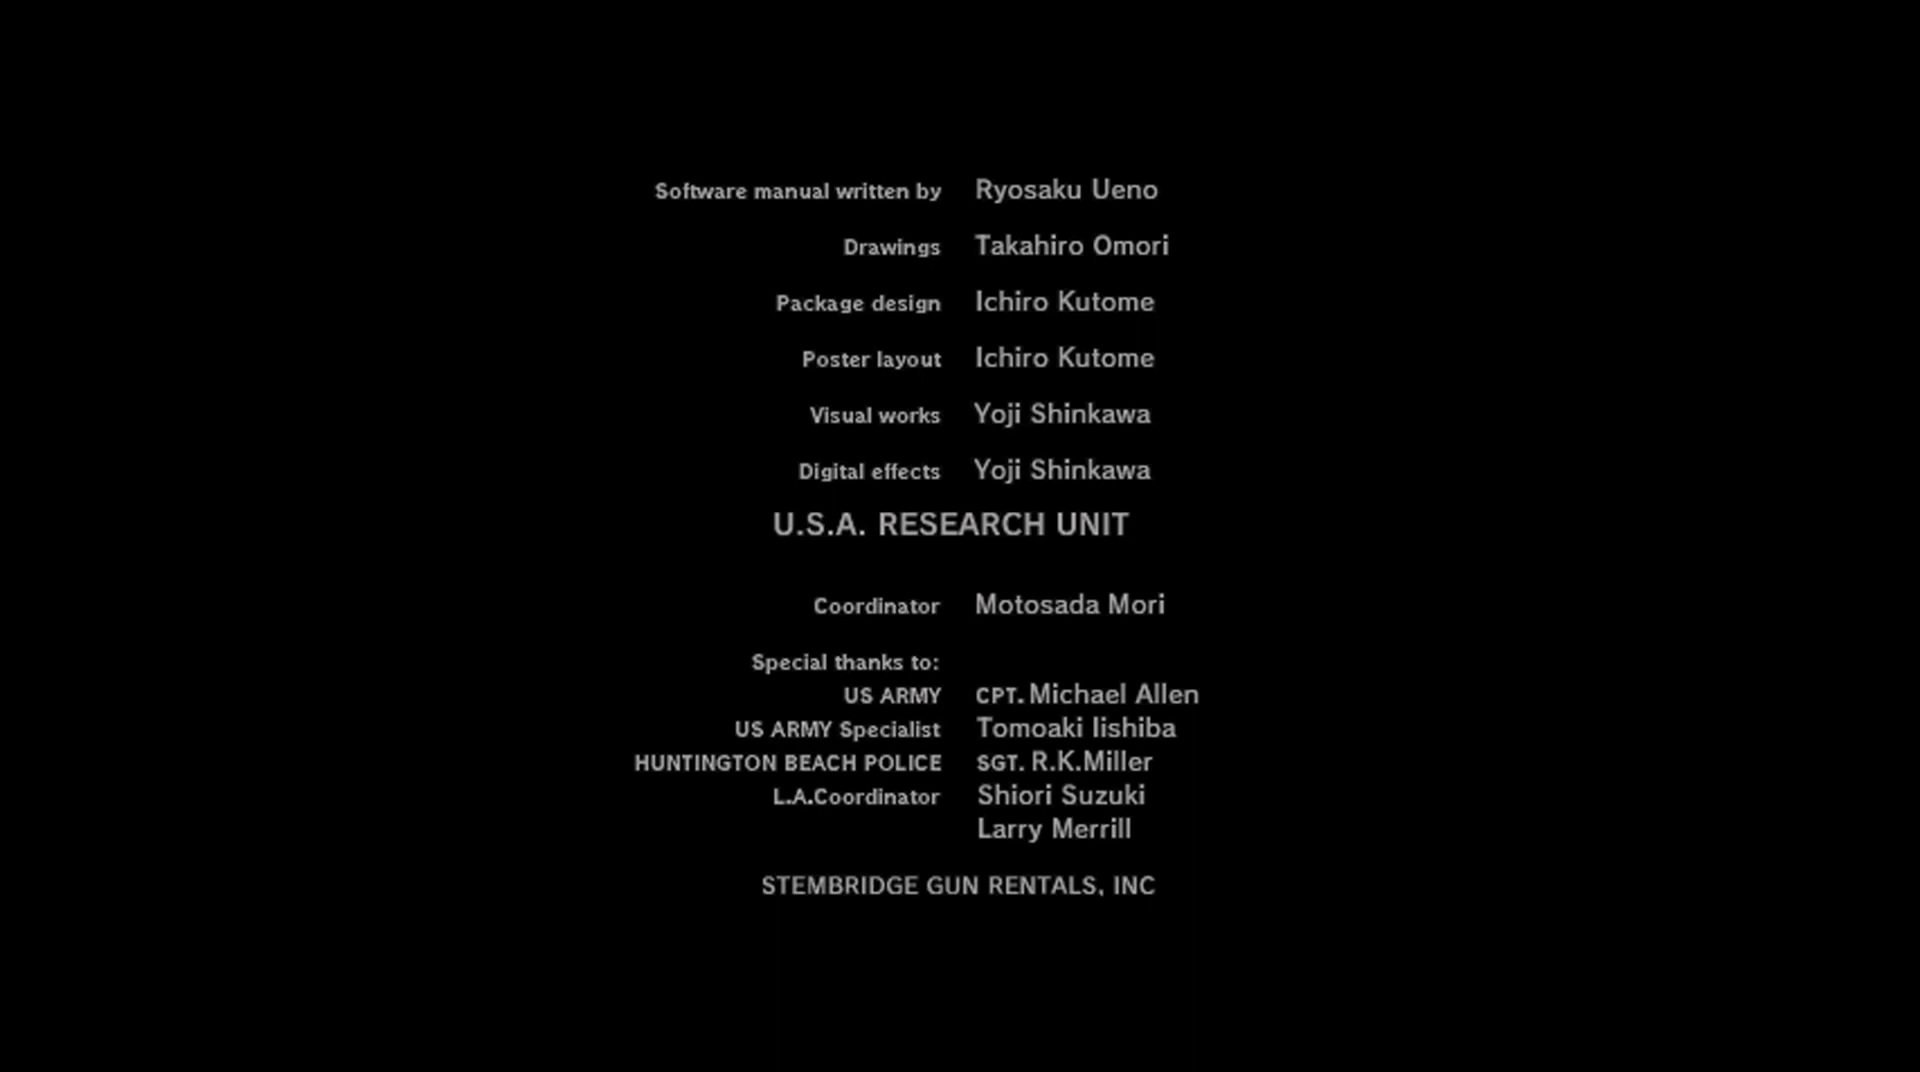 Software manual written by Ryosaku Ueno
Drawings Takahiro Omori
Package design Ichiro Kutome
Poster layout Ichiro Kutome
Visual works Yoji Shinkawa
Digital effects Yoji Shinkawa
U.S.A. RESEARCH UNIT
Coordinator Motosada Mori
Special thanks to:
US ARMY CPT. Michael Allen
US ARMY Specialist Tomoaki Iishiba
HUNTINGTON BEACH POLICE SGT. R.K.Miller
L.A.Coordinator Shiori Suzuki
Larry Merrill
STEMBRIDGE GUN RENTALS, INC